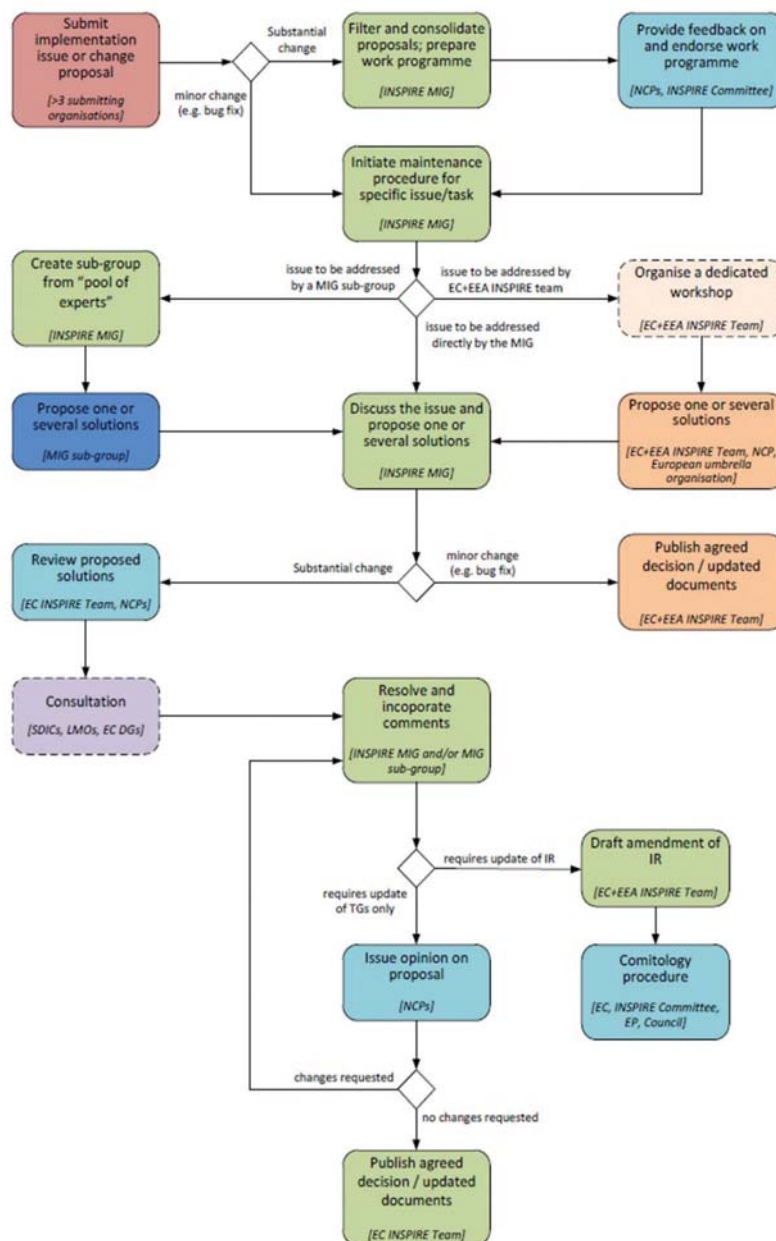 Submit
implementation
issue or change
proposal
[>3 submitting
organisations]
Substantial
change
minor change
(e.g. bug fix)
Filter and consolidate
proposals; prepare
work programme
[INSPIRE MIG]
Provide feedback on
and endorse work
programme
[NCPs, INSPIRE Committee]
Initiate maintenance
procedure for
specific issue/task
[INSPIRE MIG]
Create sub-group
from “pool of
experts”
[INSPIRE MIG]
issue to be addressed
by a MIG sub-group
issue to be addressed by
EC+EEA INSPIRE team
issue to be addressed
directly by the MIG
Organise a dedicated
workshop
[EC+EEA INSPIRE Team]
Propose one or
several solutions
[MIG sub-group]
Discuss the issue and
propose one or
several solutions
[INSPIRE MIG]
Propose one or several
solutions
[EC+EEA INSPIRE Team, NCP,
European umbrella
organisation]
Review proposed
solutions
[EC INSPIRE Team, NCPs]
Substantial change
minor change
(e.g. bug fix)
Publish agreed
decision / updated
documents
[EC+EEA INSPIRE Team]
Consultation
[SDICs, LMOs, EC DGs]
Resolve and
incoporate
comments
[INSPIRE MIG and/or MIG
sub-group]
requires update of IR
requires update
of TGs only
Draft amendment of
IR
[EC+EEA INSPIRE Team]
Issue opinion on
proposal
[NCPs]
Comitology
procedure
[EC, INSPIRE Committee,
EP, Council]
changes requested
no changes requested
Publish agreed
decision / updated
documents
[EC INSPIRE Team]